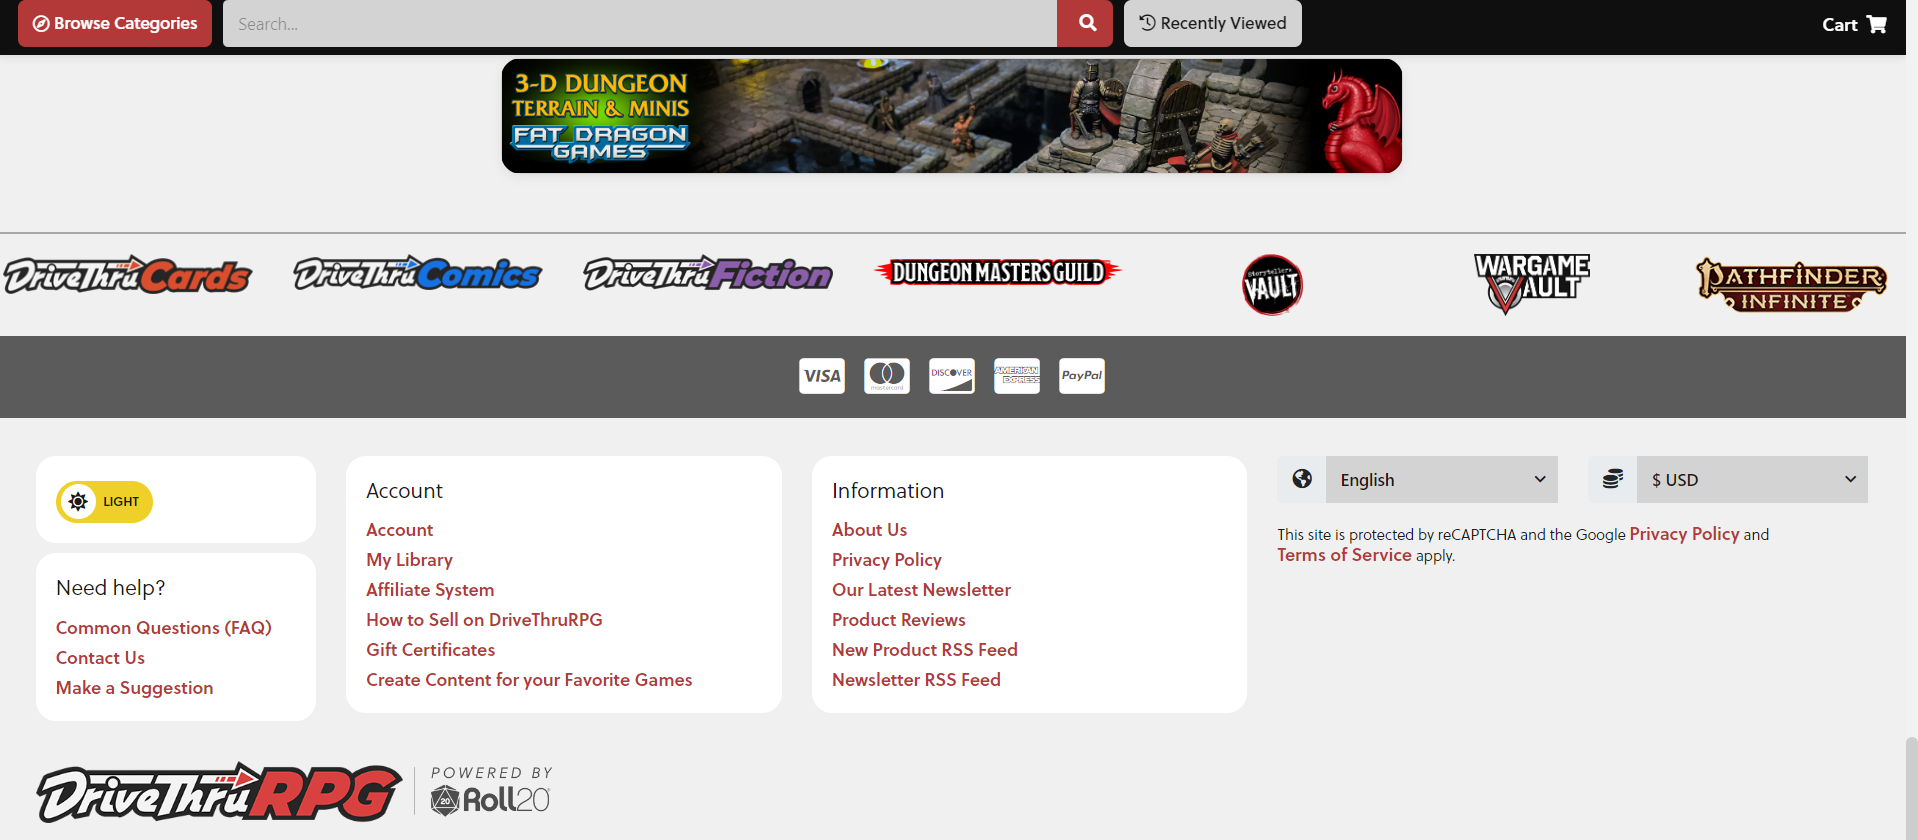 Browse Categories
Search...
Recently Viewed
Cart
3-D DUNGEON
TERRAIN & MINIS
FAT DRAGON
GAMES
DriveThruCards
DriveThruComics
DriveThruFiction
DUNGEON MASTERS GUILD
Storytellers
VAULT
WARGAME
VAULT
PATHFINDER
INFINITE
VISA
mastercard
DISCOVER
AMERICAN
EXPRESS
PayPal
LIGHT
Need help?
Common Questions (FAQ)
Contact Us
Make a Suggestion
Account
Account
My Library
Affiliate System
How to Sell on DriveThruRPG
Gift Certificates
Create Content for your Favorite Games
Information
About Us
Privacy Policy
Our Latest Newsletter
Product Reviews
New Product RSS Feed
Newsletter RSS Feed
English
$ USD
This site is protected by reCAPTCHA and the Google Privacy Policy and
Terms of Service apply.
DriveThruRPG
POWERED BY
20
Roll20